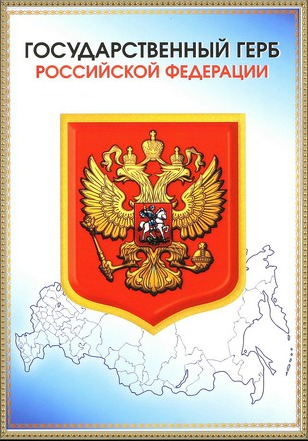 ГОСУДАРСТВЕННЫЙ ГЕРБ
РОССИЙСКОЙ ФЕДЕРАЦИИ